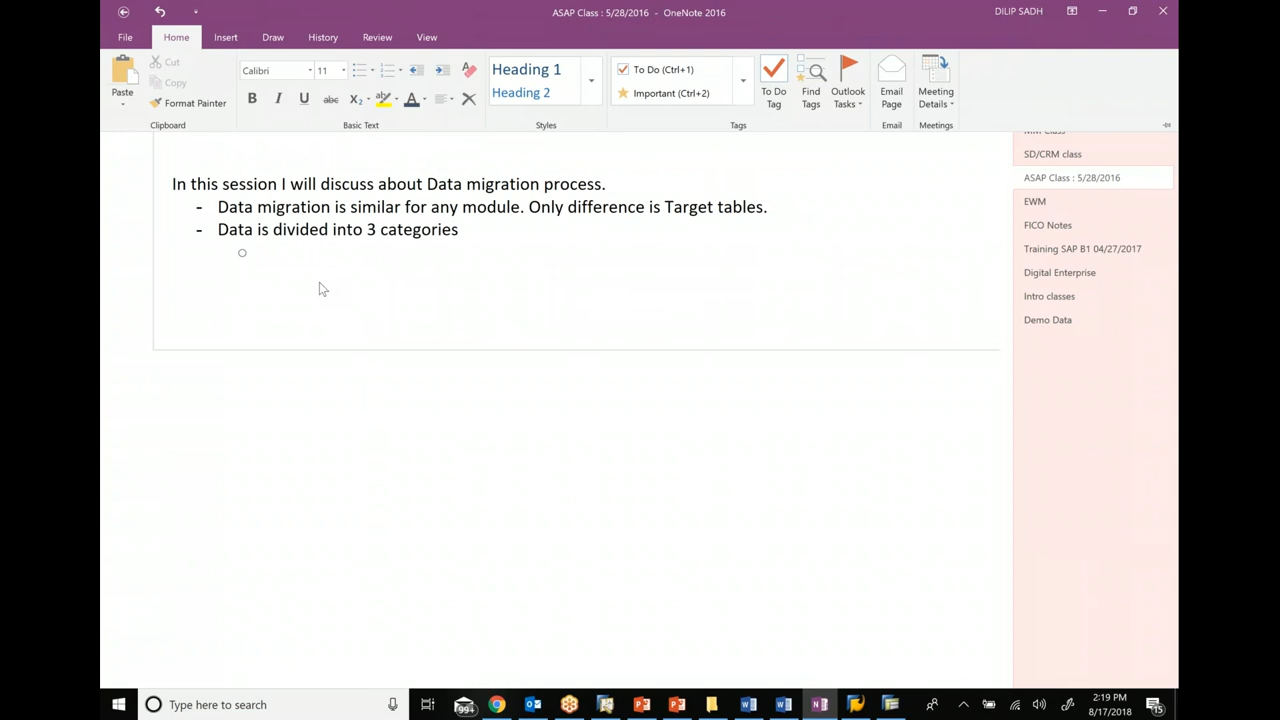 ASAP Class : 5/28/2016 - OneNote 2016
DILIP SADH
File Home Insert Draw History Review View
Paste
Cut
Copy
Format Painter
Clipboard
Calibri 11
B I U abc X2 A
Basic Text
Heading 1
Heading 2
Styles
To Do (Ctrl+1)
Important (Ctrl+2)
Tags
To Do
Tag
Find
Tags
Outlook
Tasks
Email
Page
Email
Meeting
Details
Meetings
In this session I will discuss about Data migration process.
- Data migration is similar for any module. Only difference is Target tables.
- Data is divided into 3 categories
SD/CRM class
ASAP Class : 5/28/2016
EWM
FICO Notes
Training SAP B1 04/27/2017
Digital Enterprise
Intro classes
Demo Data
Type here to search
99+
2:19 PM
8/17/2018
15